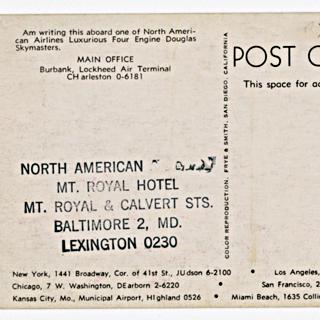 Am writing this aboard one of North Ameri-
can Airlines Luxurious Four Engine Douglas
Skymasters.
MAIN OFFICE
Burbank, Lockheed Air Terminal
CH arleston 0-6181
POST C
This space for ad
COLOR REPRODUCTION, FRYE & SMITH, SAN DIEGO, CALIFORNIA
NORTH AMERICAN
MT. ROYAL HOTEL
MT. ROYAL & CALVERT STS.
BALTIMORE 2, MD.
LEXINGTON 0230
New York, 1441 Broadway, Cor. of 41st St., JUdson 6-2100 • Los Angeles,
Chicago, 7 W. Washington, DEarborn 2-6220 • San Francisco, 2
Kansas City, Mo., Municipal Airport, HIghland 0526 • Miami Beach, 1635 Collin